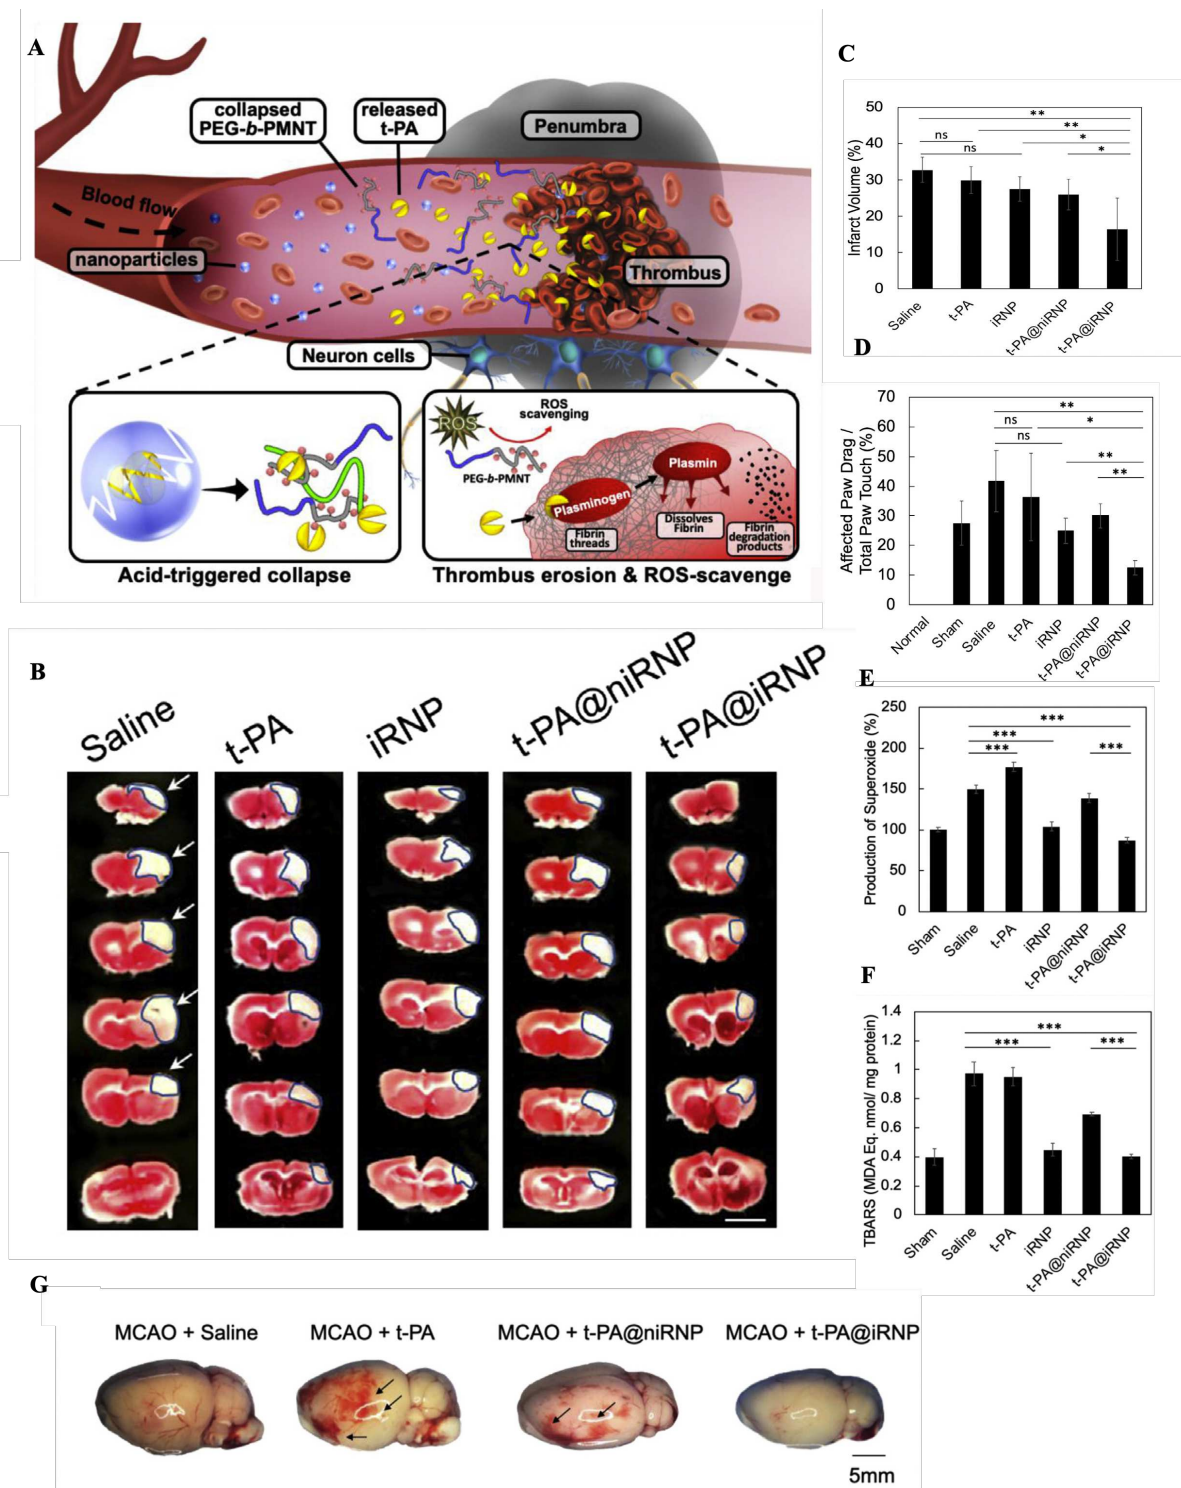 A
collapsed
PEG-b-PMNT
released
t-PA
Penumbra
Blood flow
nanoparticles
Thrombus
Neuron cells
ROS
ROS
scavenging
PEG-b-PMNT
Plasmin
Plasminogen
Dissolves
Fibrin
Fibrin
threads
Fibrin
degradation
products
Acid-triggered collapse
Thrombus erosion & ROS-scavenge
B
Saline
t-PA
iRNP
t-PA@niRNP
t-PA@iRNP
C
Infarct Volume (%)
50
40
30
20
10
0
**
**
ns
*
ns
*
Saline
t-PA
iRNP
t-PA@niRNP
t-PA@iRNP
D
Affected Paw Drag /
Total Paw Touch (%)
70
60
50
40
30
20
10
0
**
ns
*
ns
**
**
Normal
Sham
Saline
t-PA
iRNP
t-PA@niRNP
t-PA@iRNP
E
Production of Superoxide (%)
250
200
150
100
50
0
***
***
***
***
Sham
Saline
t-PA
iRNP
t-PA@niRNP
t-PA@iRNP
F
TBARS (MDA Eq. nmol/ mg protein)
1.4
1.2
1
0.8
0.6
0.4
0.2
0
***
***
***
Sham
Saline
t-PA
iRNP
t-PA@niRNP
t-PA@iRNP
G
MCAO + Saline
MCAO + t-PA
MCAO + t-PA@niRNP
MCAO + t-PA@iRNP
5mm